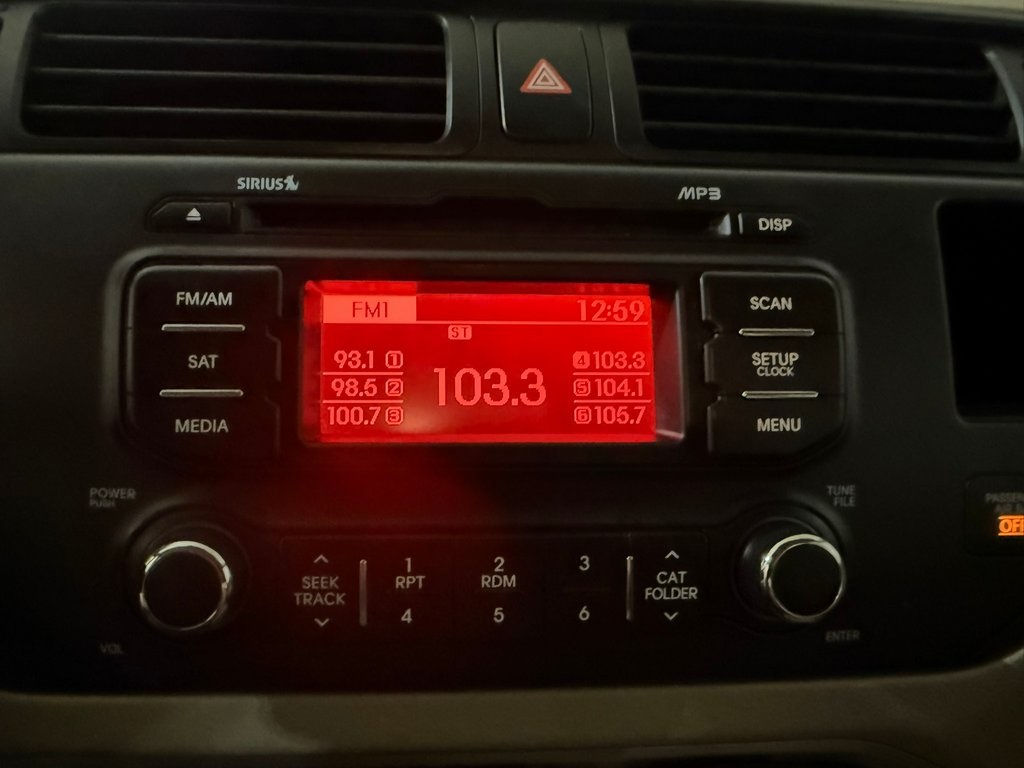 SIRIUS
MP3
DISP
FM/AM
SAT
MEDIA
FM1 12:59
ST
93.1 1
98.5 2
100.7 3
103.3
4 103.3
5 104.1
6 105.7
SCAN
SETUP
CLOCK
MENU
POWER
PUSH
VOL
SEEK
TRACK
1 2 3
RPT RDM
4 5 6
CAT
FOLDER
TUNE
FILE
ENTER
OFF